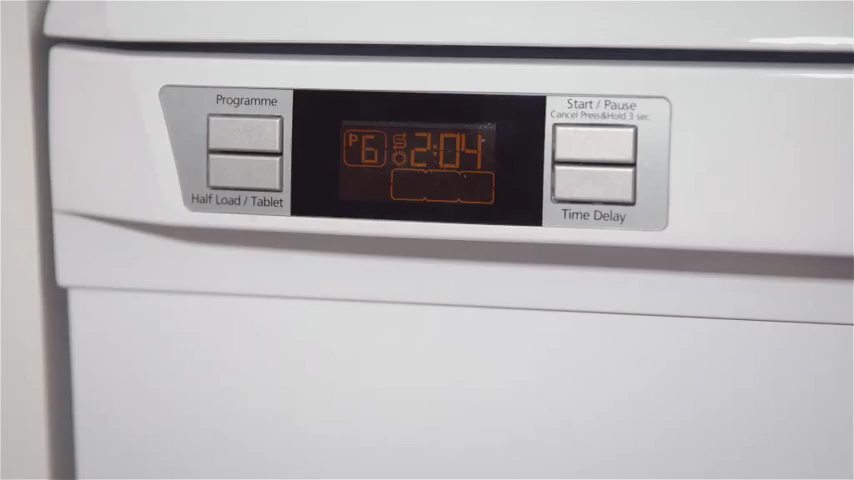 Programme
Half Load / Tablet
P6 2:04
Start / Pause
Cancel Press&Hold 3 sec
Time Delay